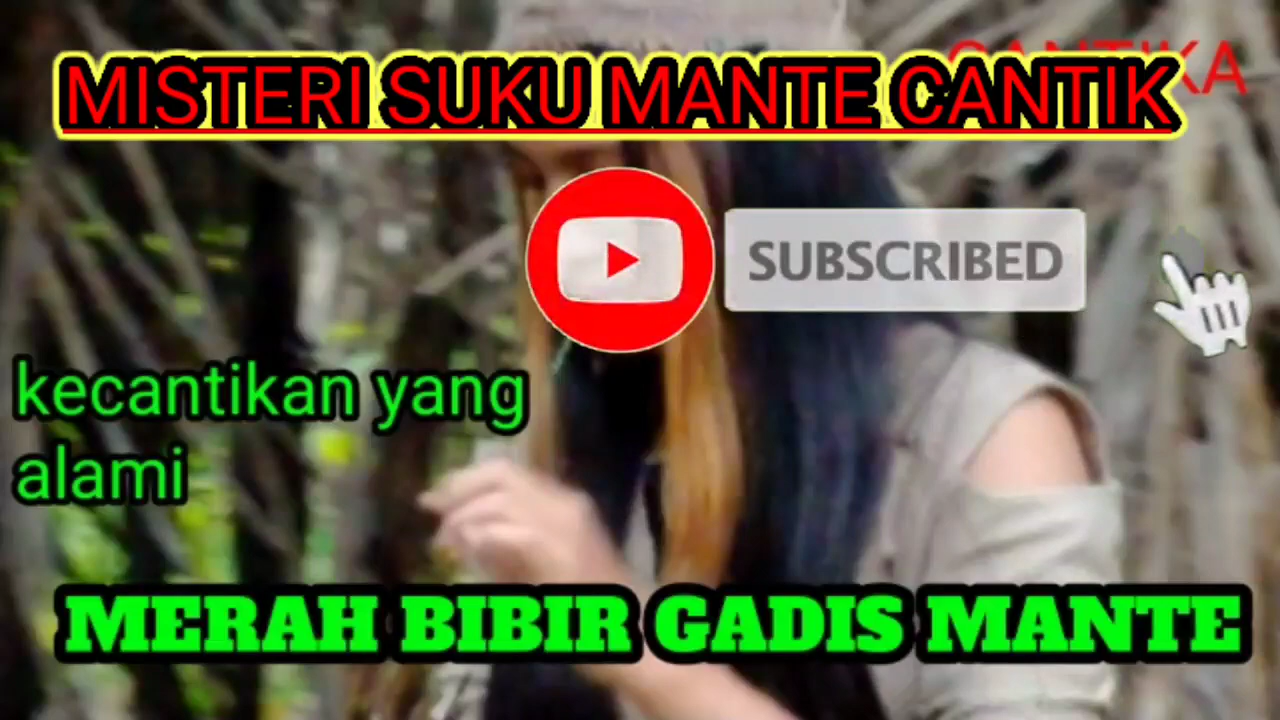 MISTERI SUKU MANTE CANTIK
SUBSCRIBED
kecantikan yang
alami
MERAH BIBIR GADIS MANTE